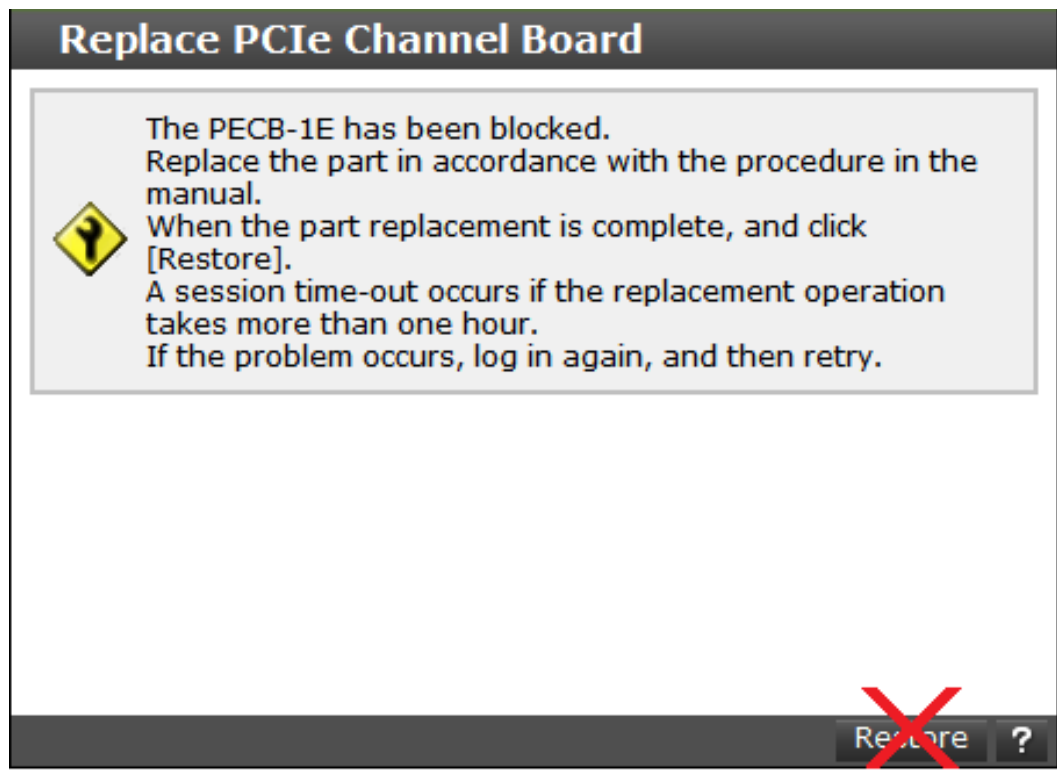 Replace PCIe Channel Board
The PECB-1E has been blocked.
Replace the part in accordance with the procedure in the
manual.
When the part replacement is complete, and click
[Restore].
A session time-out occurs if the replacement operation
takes more than one hour.
If the problem occurs, log in again, and then retry.
Restore ?